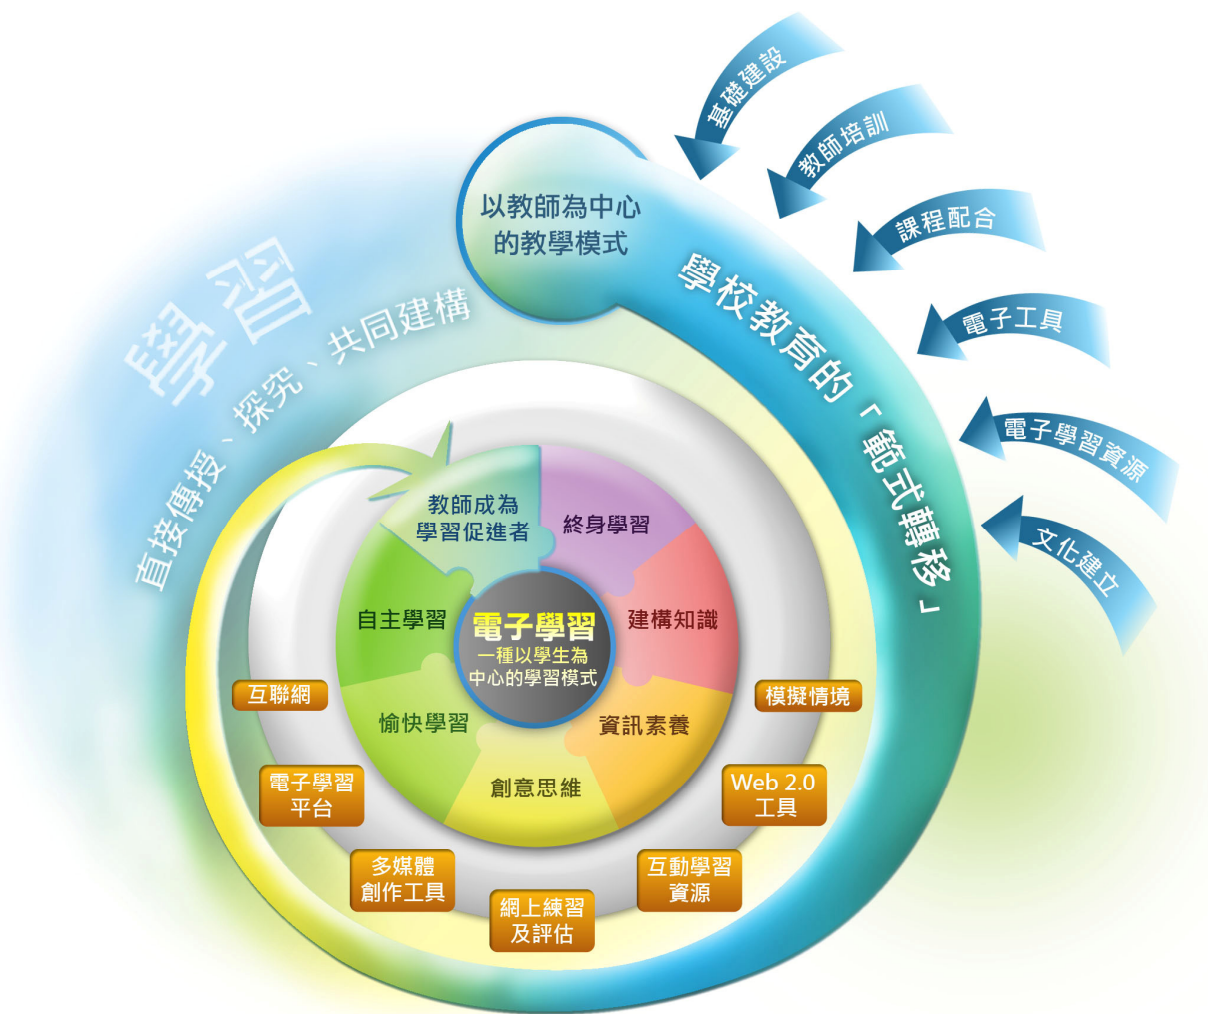 基礎建設
教師培訓
課程配合
電子工具
電子學習資源
文化建立
以教師為中心
的教學模式
學校教育的「範式轉移」
學習
直接傳授、探究、共同建構
教師成為
學習促進者
終身學習
自主學習
建構知識
電子學習
一種以學生為
中心的學習模式
愉快學習
資訊素養
創意思維
互聯網
模擬情境
電子學習
平台
Web 2.0
工具
多媒體
創作工具
互動學習
資源
網上練習
及評估